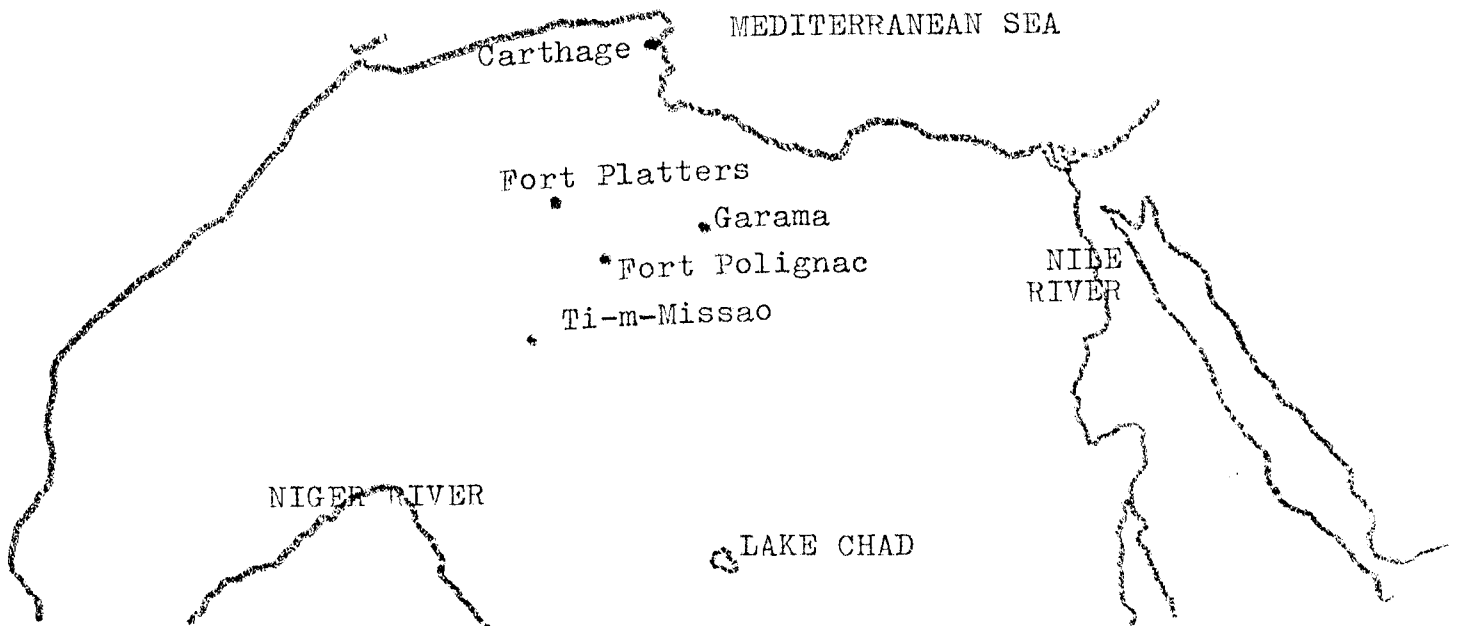 MEDITERRANEAN SEA
Carthage
Fort Platters
Garama
Fort Polignac
NILE
RIVER
Ti-m-Missao
NIGER RIVER
LAKE CHAD